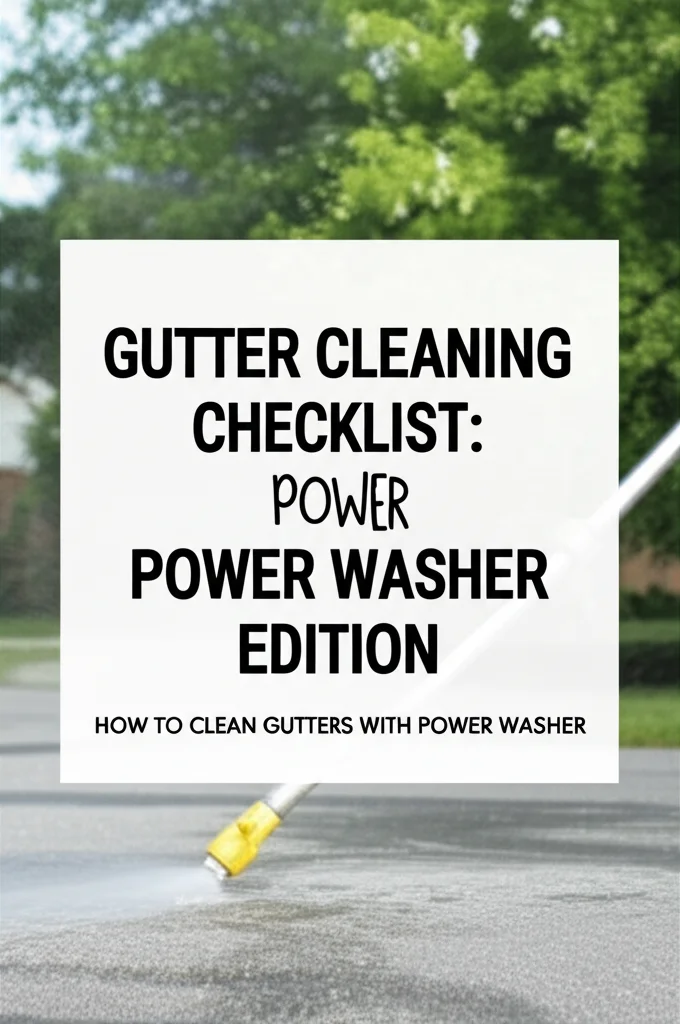 GUTTER CLEANING
CHECKLIST:
POWER
POWER WASHER
EDITION
HOW TO CLEAN GUTTERS WITH POWER WASHER